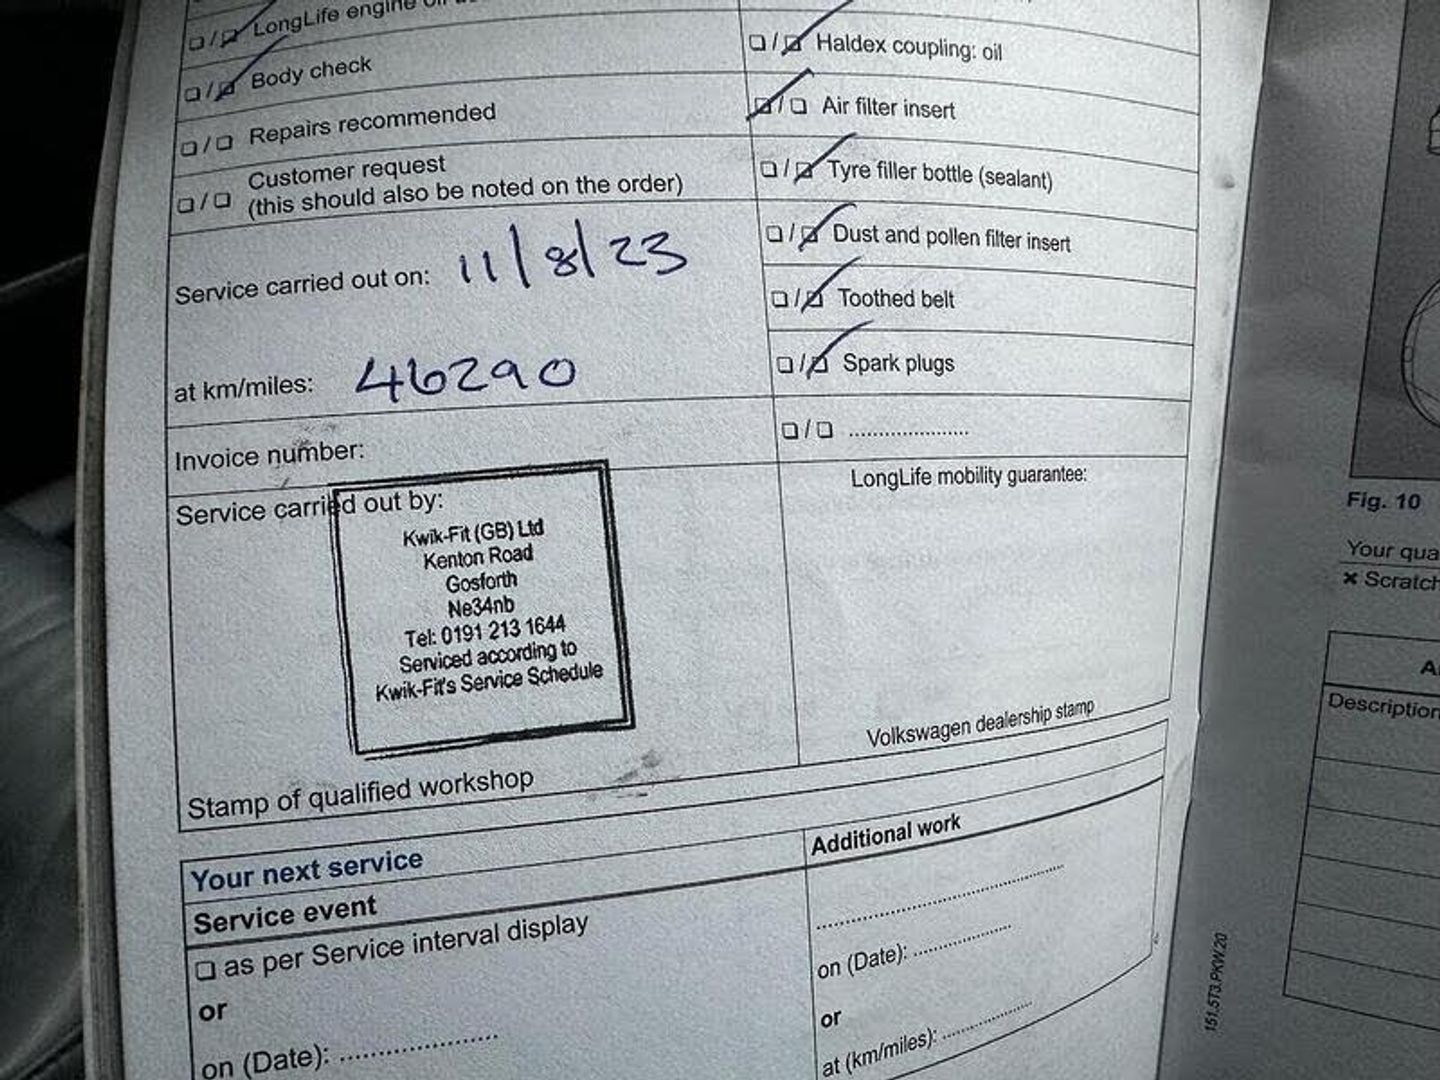 LongLife engine oil
Body check
Repairs recommended
Customer request
(this should also be noted on the order)
Service carried out on: 11/8/23
at km/miles: 46290
Invoice number:
Service carried out by:
Kwik-Fit (GB) Ltd
Kenton Road
Gosforth
Ne34nb
Tel: 0191 213 1644
Serviced according to
Kwik-Fit's Service Schedule
Stamp of qualified workshop
Haldex coupling: oil
Air filter insert
Tyre filler bottle (sealant)
Dust and pollen filter insert
Toothed belt
Spark plugs
....................
LongLife mobility guarantee:
Volkswagen dealership stamp
Your next service
Service event
as per Service interval display
or
on (Date): ....................
Additional work
........................................
on (Date): ................
or
at (km/miles): ...............
151.5T3.PKW.20
Fig. 10
Your qua
× Scratch
Description